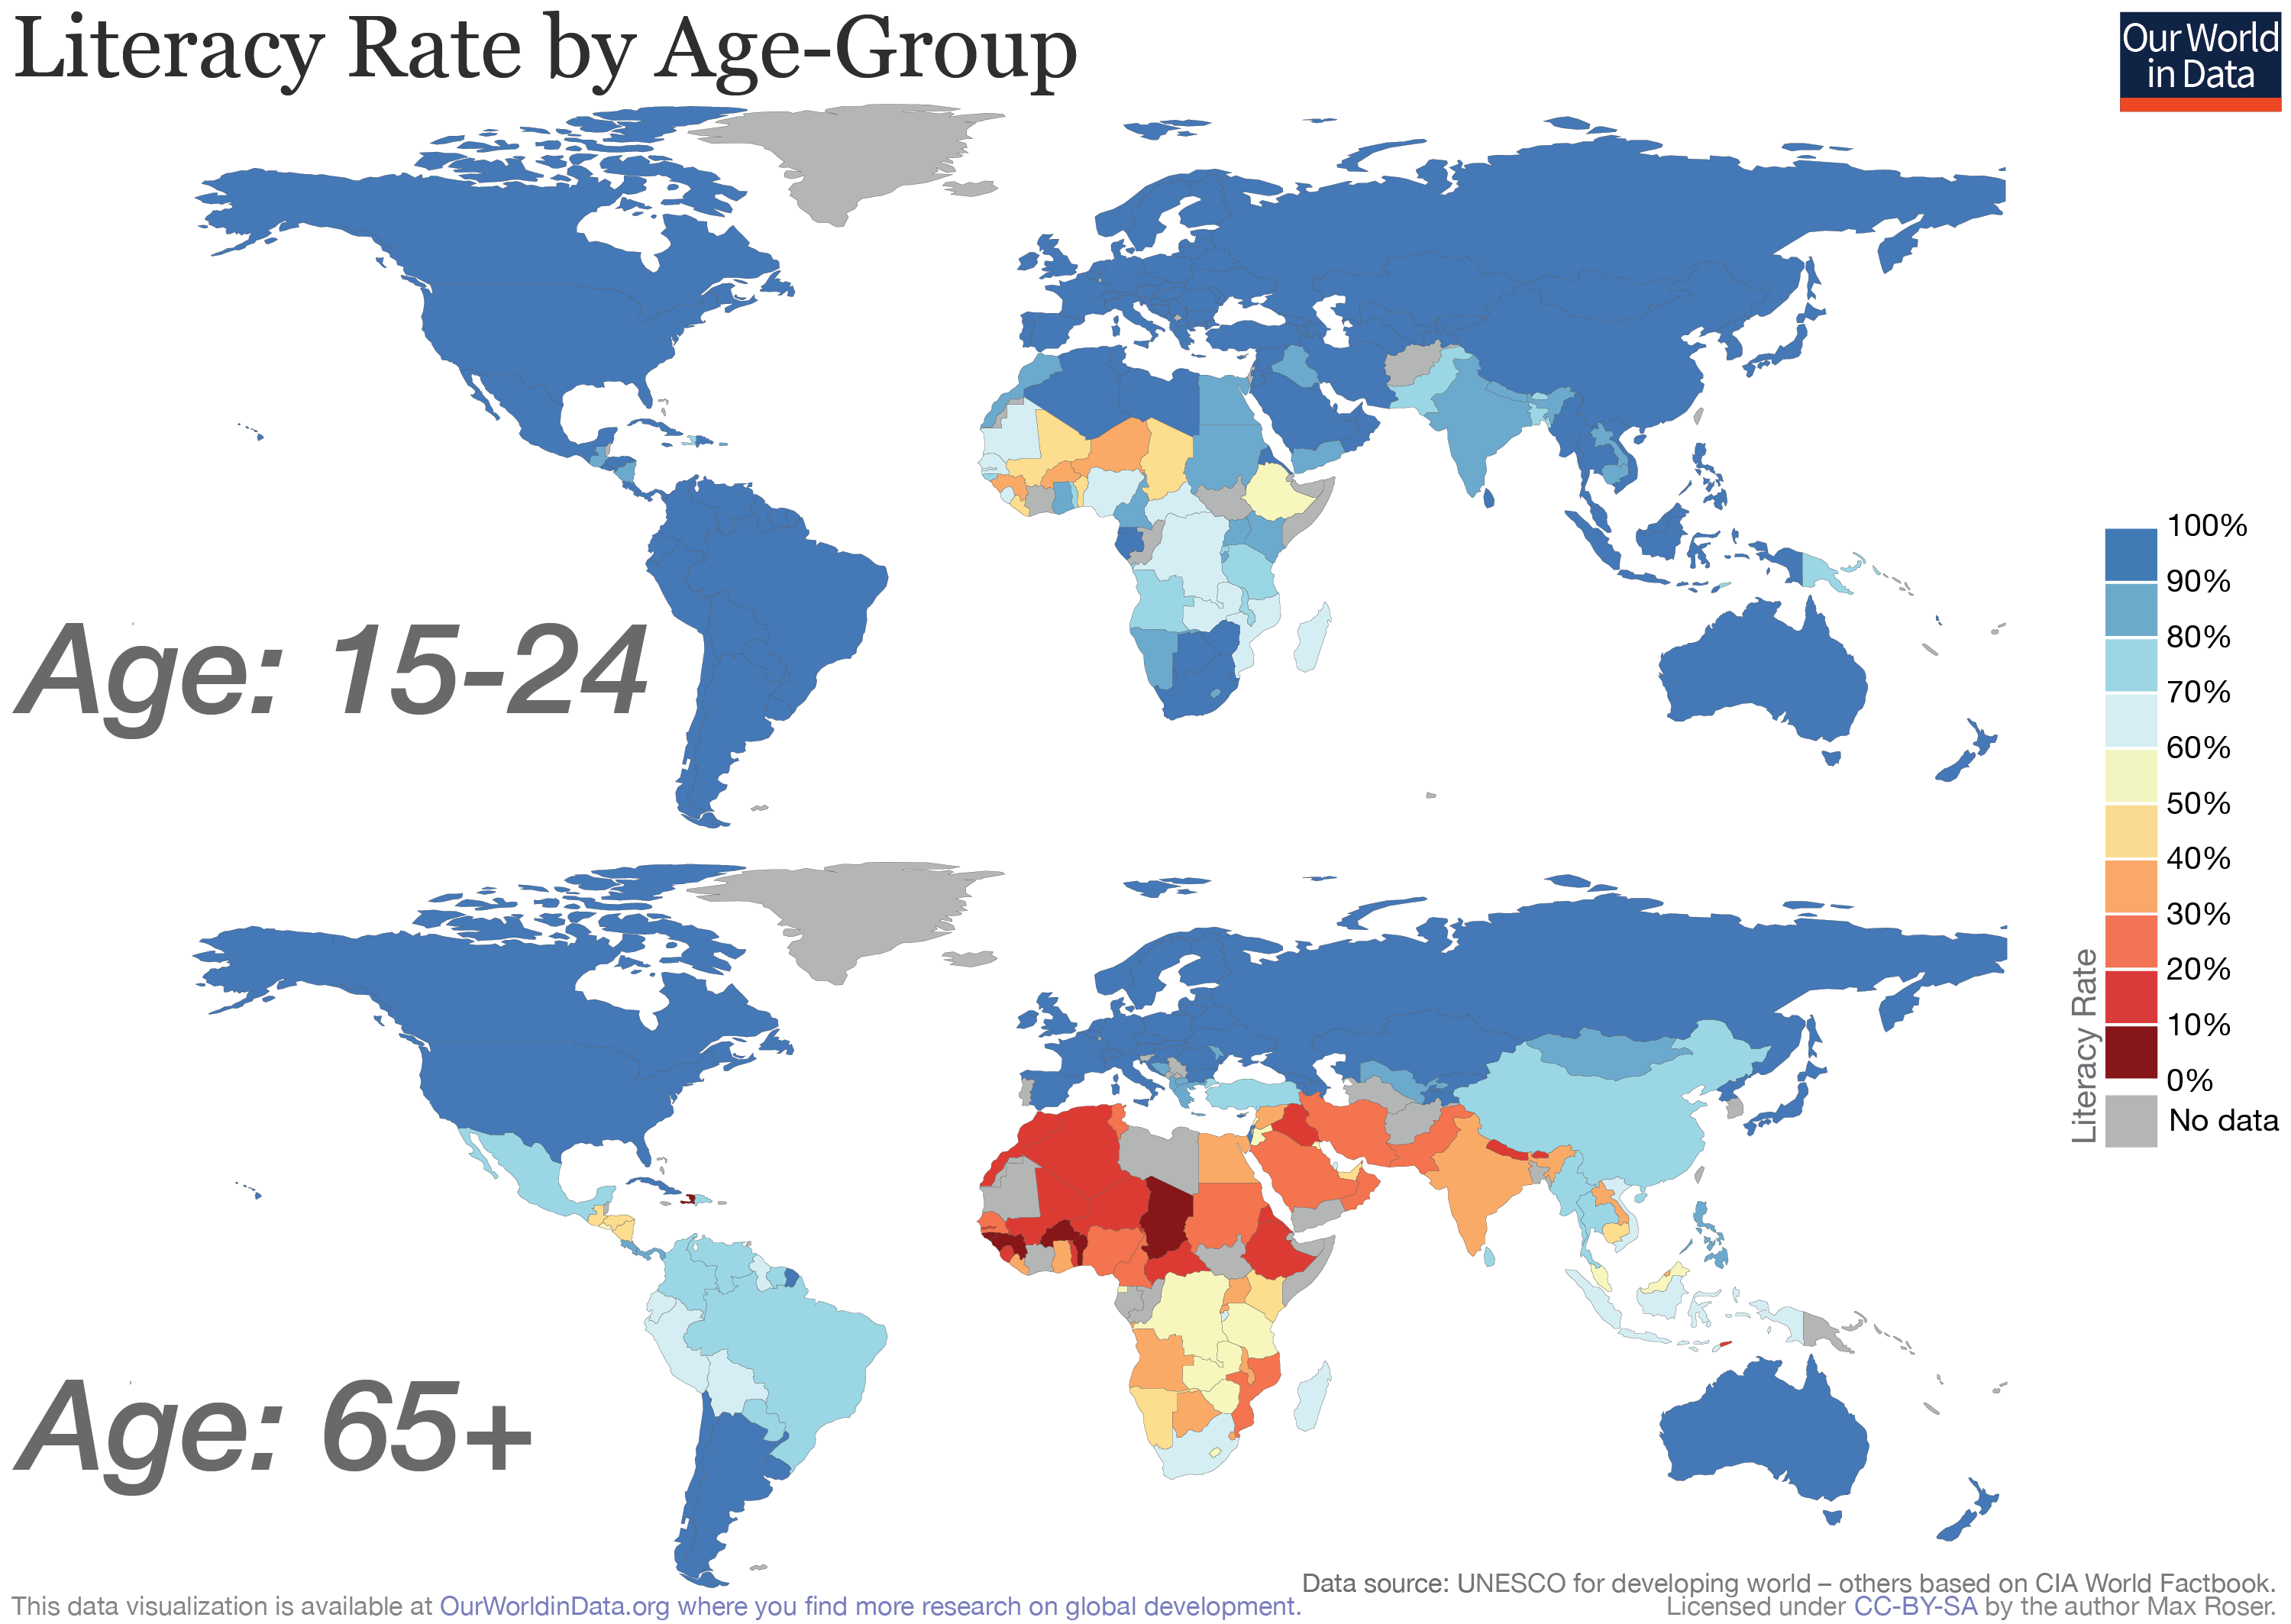 Literacy Rate by Age-Group
Our World
in Data
Age: 15-24
100%
90%
80%
70%
60%
50%
40%
30%
20%
10%
0%
No data
Literacy Rate
Age: 65+
Data source: UNESCO for developing world – others based on CIA World Factbook.
This data visualization is available at OurWorldinData.org where you find more research on global development.
Licensed under CC-BY-SA by the author Max Roser.